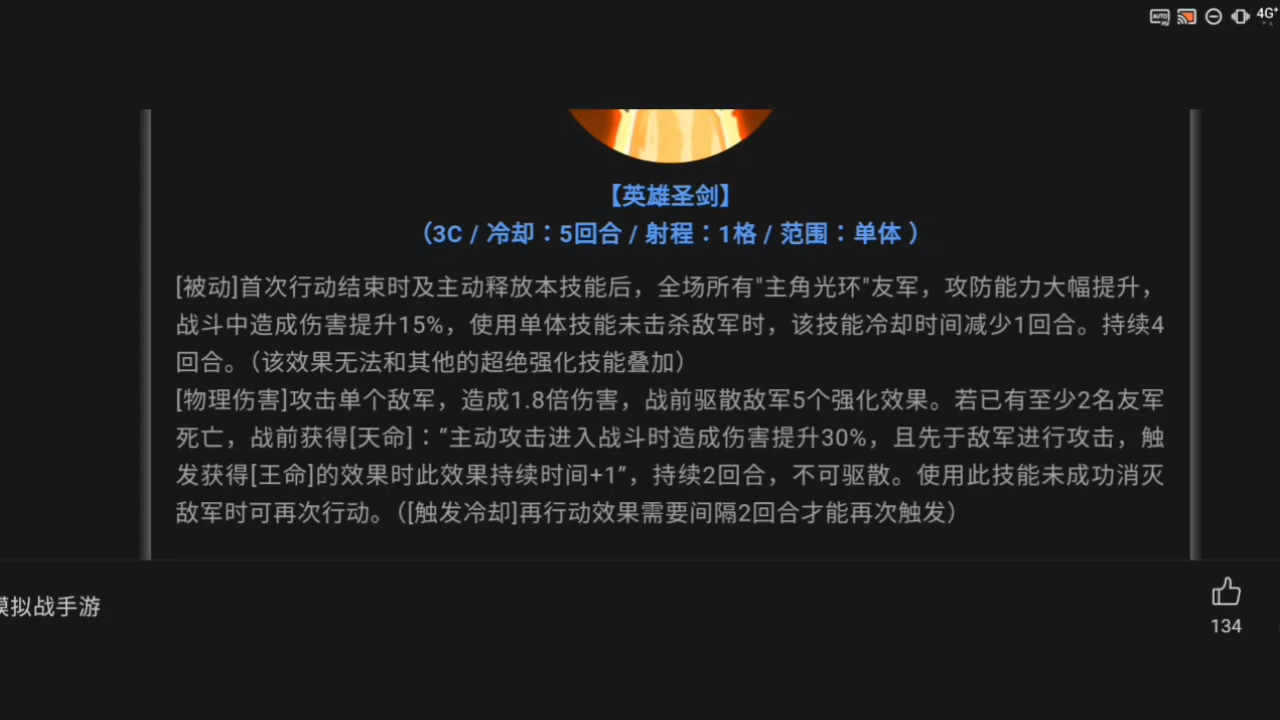 4G+
【英雄圣剑】
（3C / 冷却：5回合 / 射程：1格 / 范围：单体 ）
[被动]首次行动结束时及主动释放本技能后，全场所有"主角光环"友军，攻防能力大幅提升，
战斗中造成伤害提升15%，使用单体技能未击杀敌军时，该技能冷却时间减少1回合。持续4
回合。（该效果无法和其他的超绝强化技能叠加）
[物理伤害]攻击单个敌军，造成1.8倍伤害，战前驱散敌军5个强化效果。若已有至少2名友军
死亡，战前获得[天命]：“主动攻击进入战斗时造成伤害提升30%，且先于敌军进行攻击，触
发获得[王命]的效果时此效果持续时间+1”，持续2回合，不可驱散。使用此技能未成功消灭
敌军时可再次行动。（[触发冷却]再行动效果需要间隔2回合才能再次触发）
模拟战手游
134